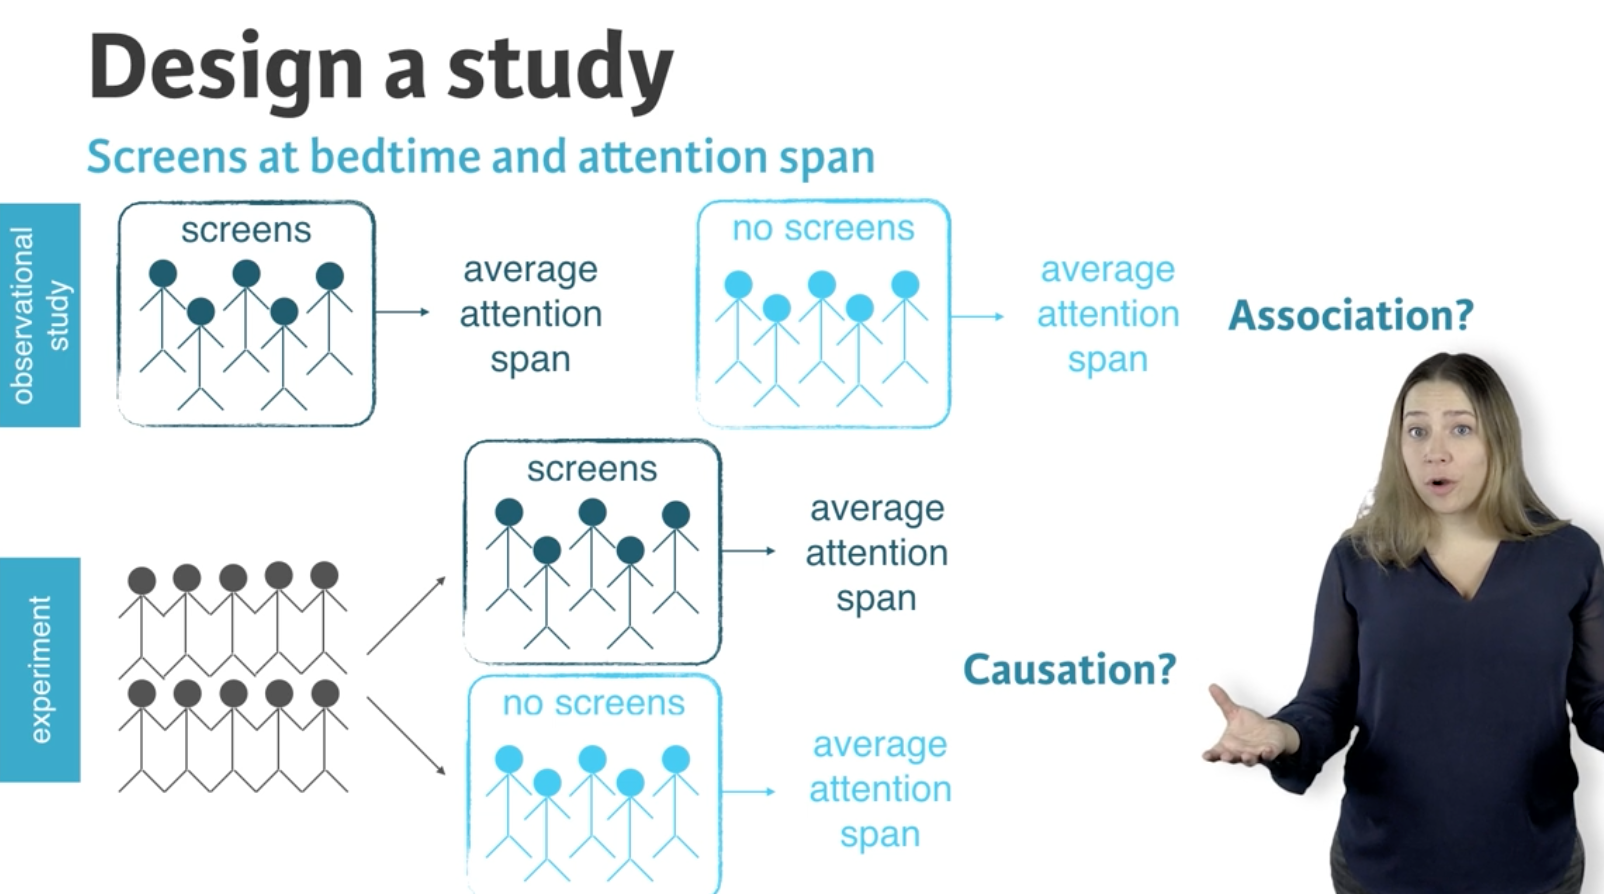 Design a study
Screens at bedtime and attention span
observational
study
screens
average
attention
span
no screens
average
attention
span
Association?
experiment
screens
average
attention
span
Causation?
no screens
average
attention
span